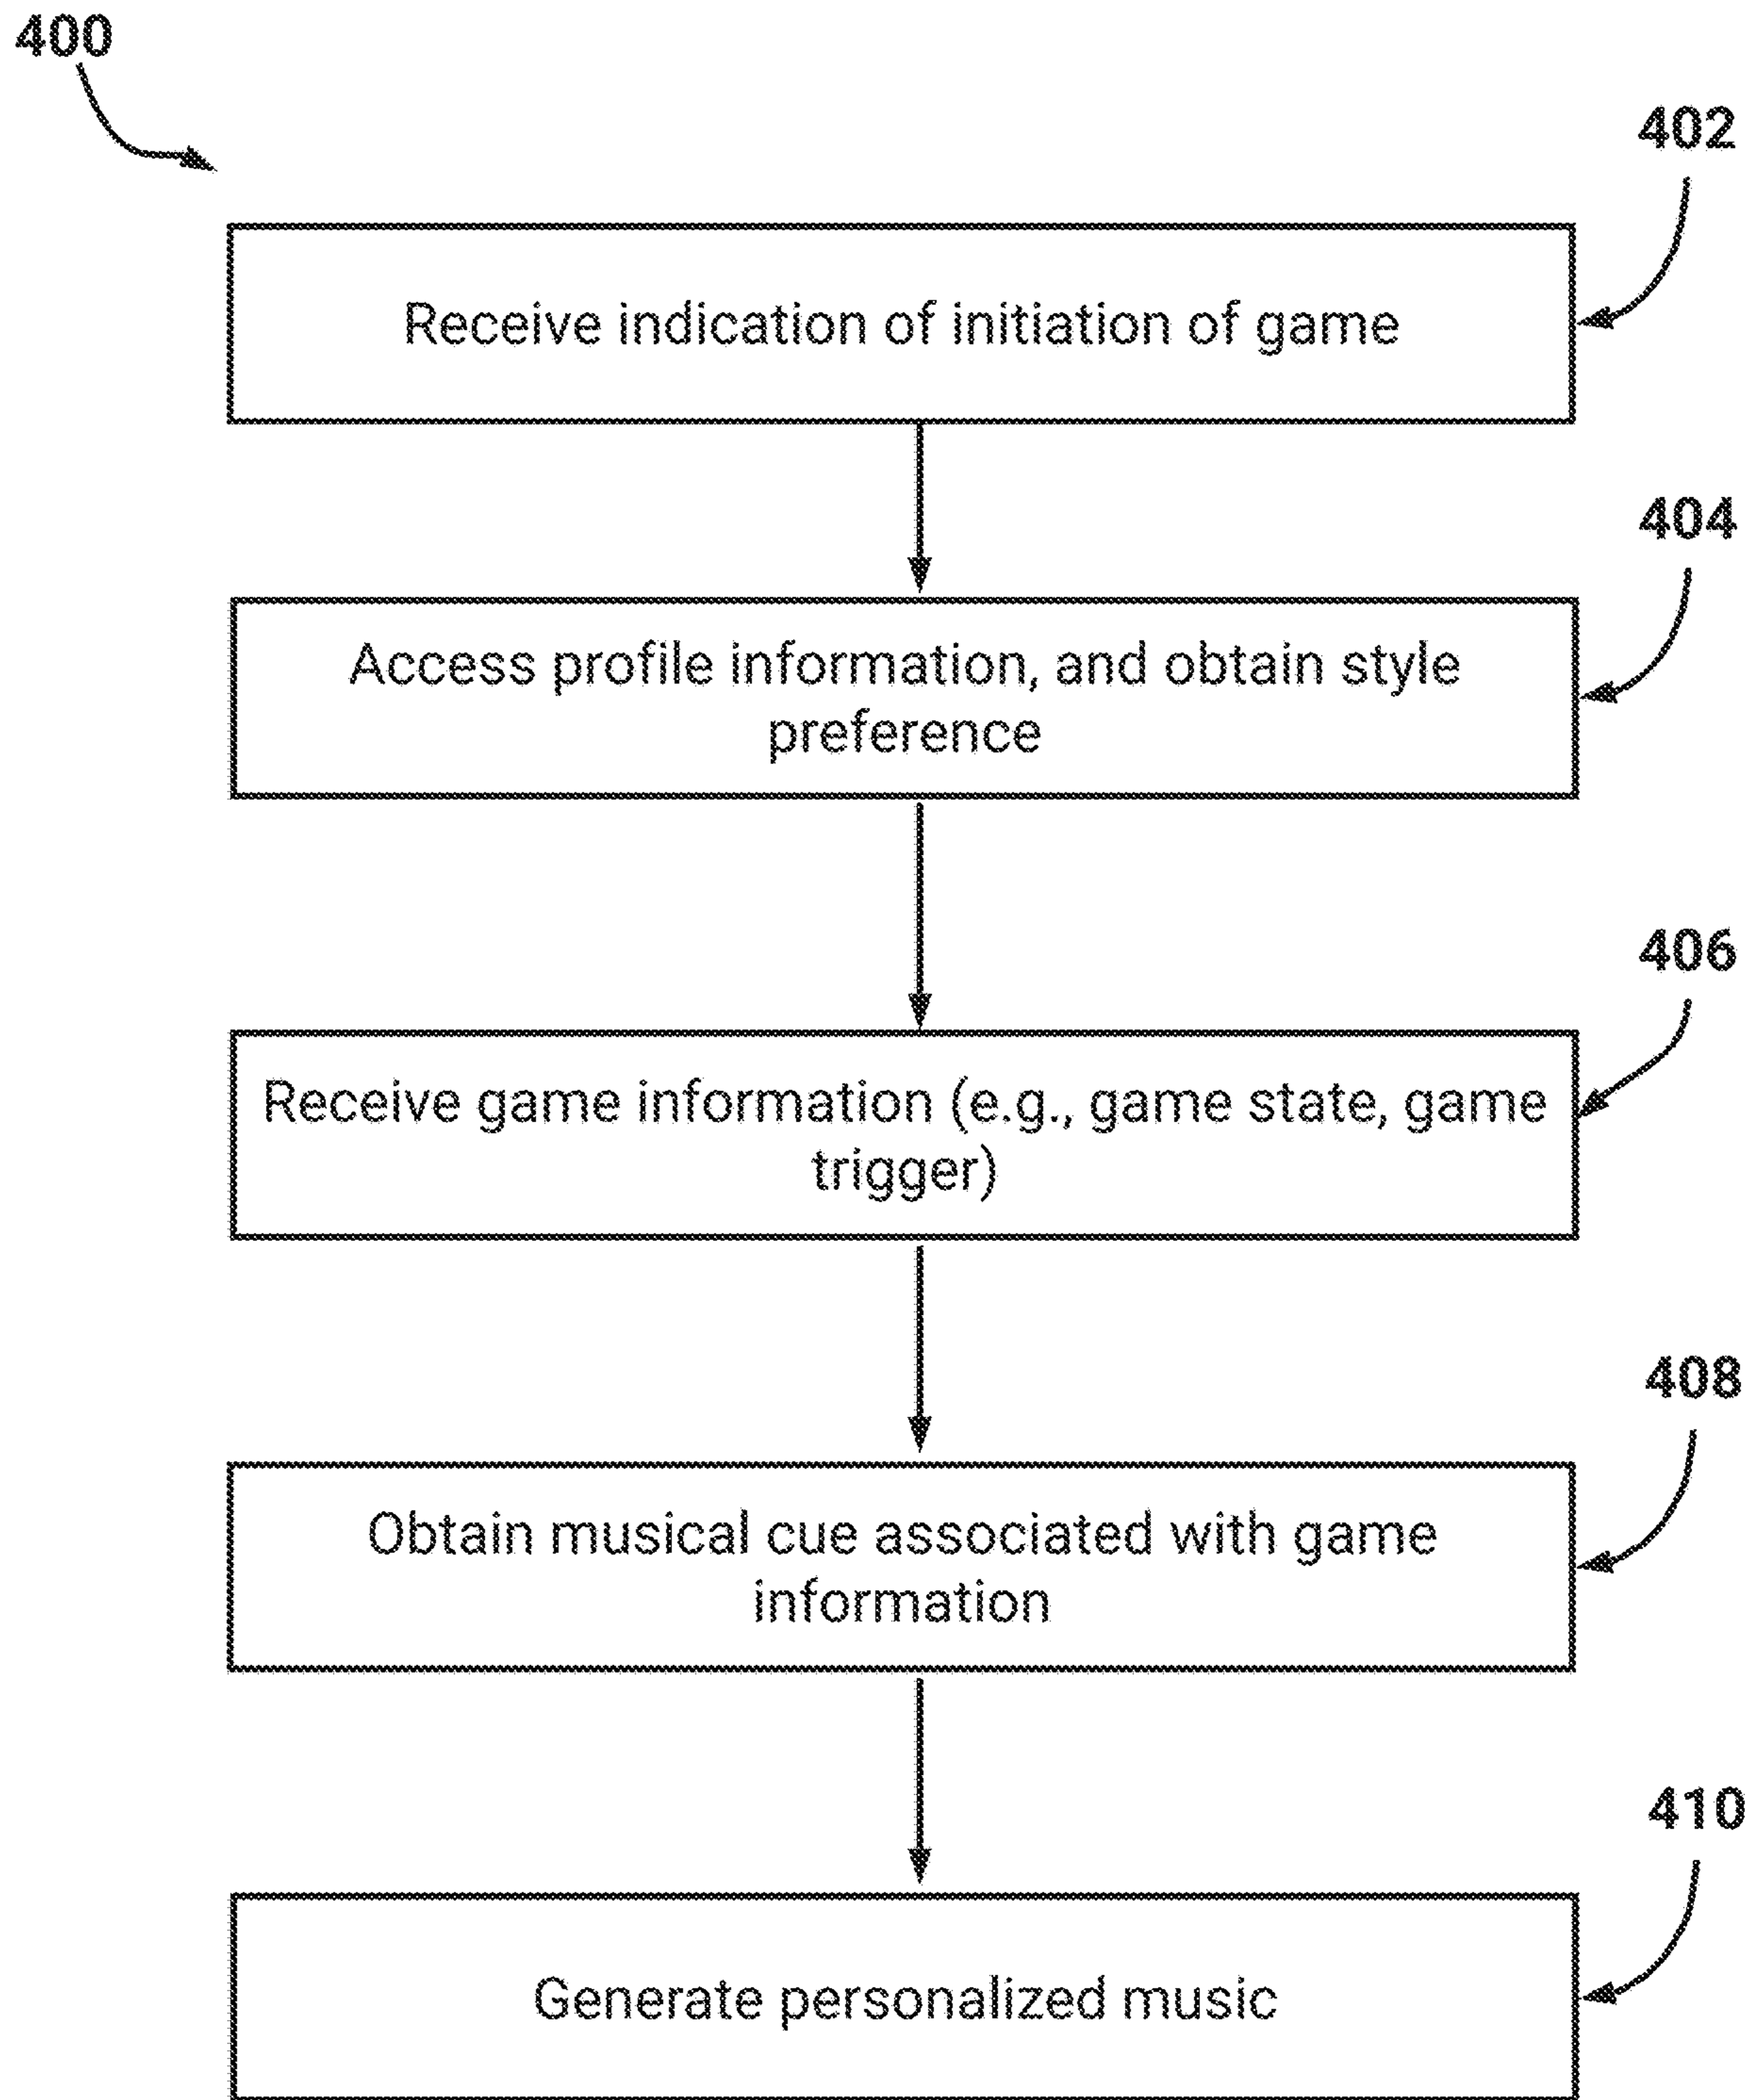 400
402
Receive indication of initiation of game
404
Access profile information, and obtain style
preference
406
Receive game information (e.g., game state, game
trigger)
408
Obtain musical cue associated with game
information
410
Generate personalized music